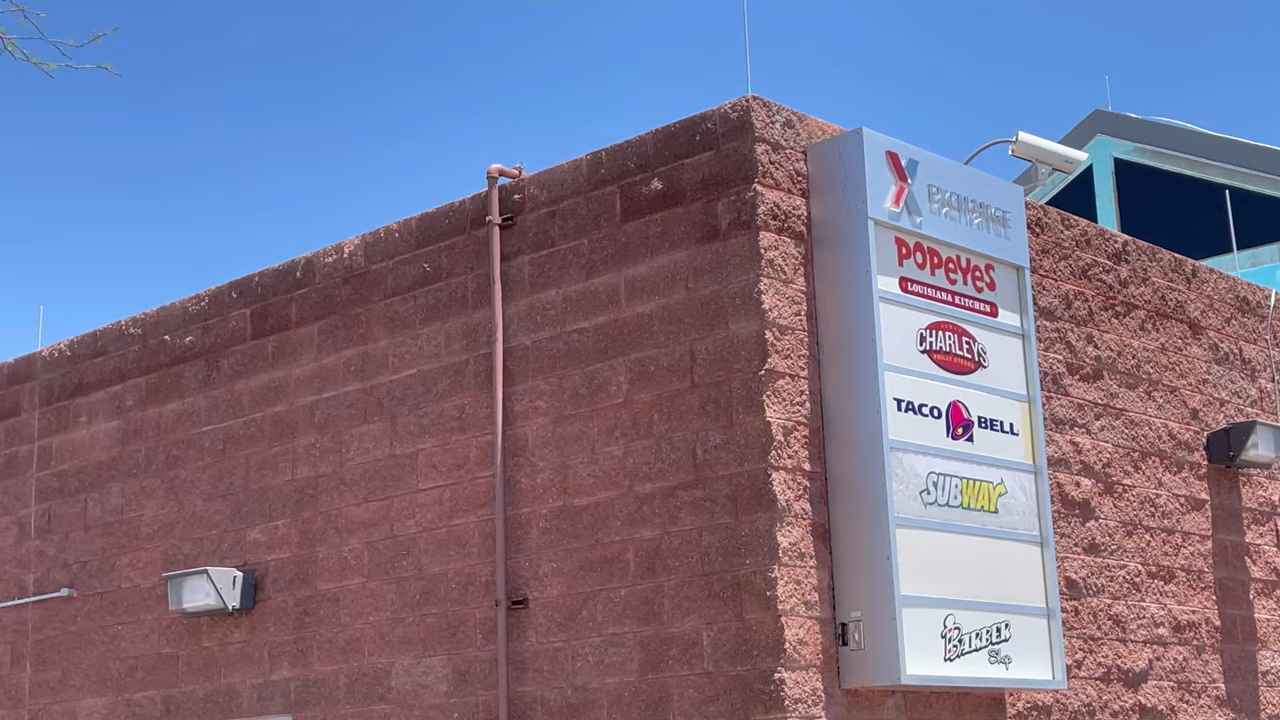 X EXCHANGE
POPEYES
LOUISIANA KITCHEN
CHARLEYS
PHILLY STEAKS
TACO BELL
SUBWAY
BARBER
Shop